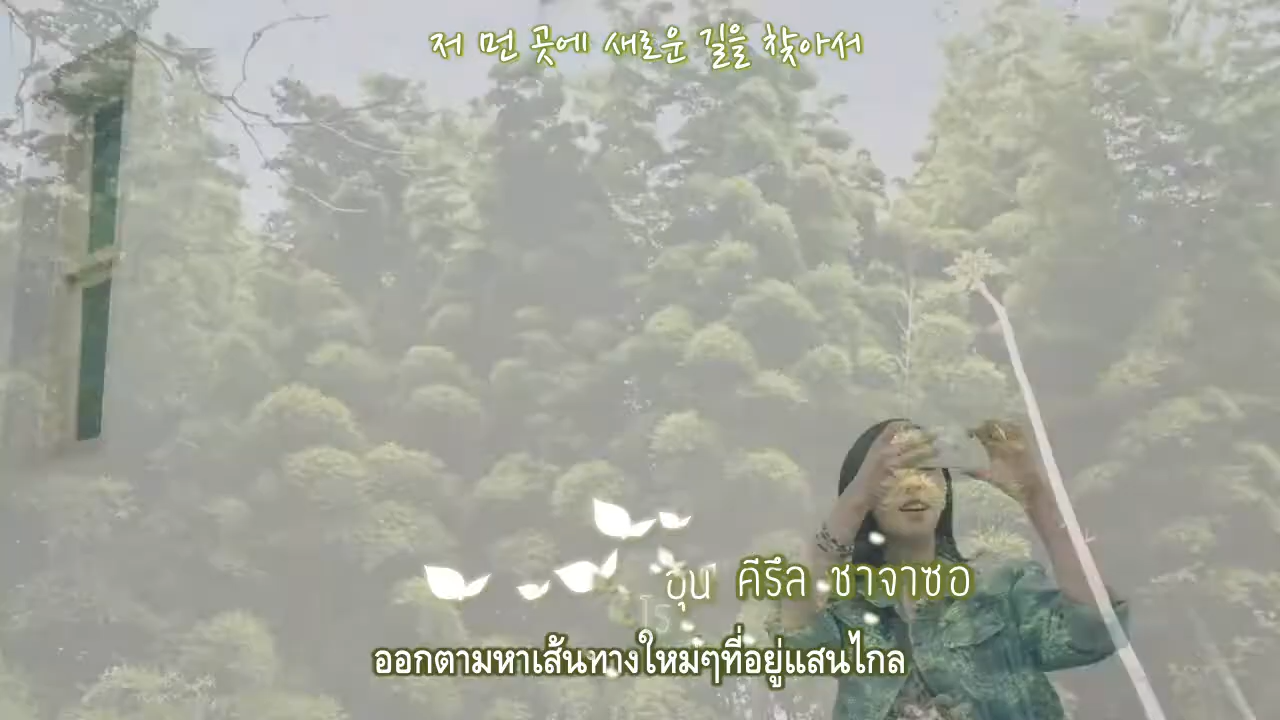 저 먼 곳에 새로운 길을 찾아서
อุน คีรึล ชาจาซอ
โร
ออกตามหาเส้นทางใหม่ๆที่อยู่แสนไกล